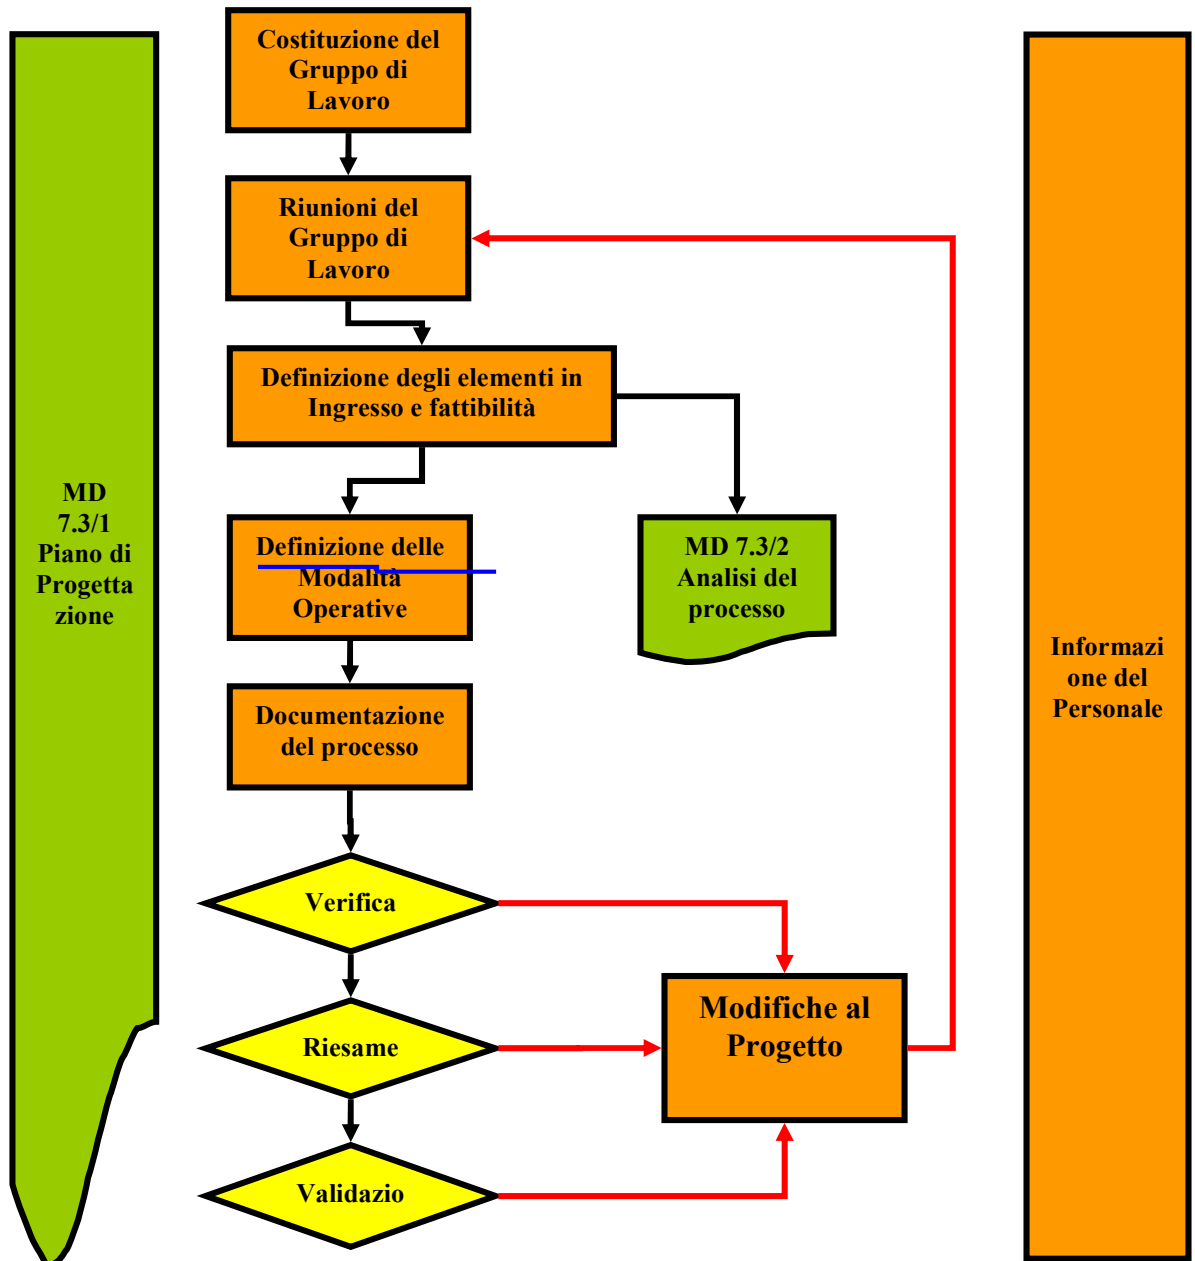 Costituzione del
Gruppo di
Lavoro
Riunioni del
Gruppo di
Lavoro
Definizione degli elementi in
Ingresso e fattibilità
MD
7.3/1
Piano di
Progetta
zione
Definizione delle
Modalità
Operative
MD 7.3/2
Analisi del
processo
Informazi
one del
Personale
Documentazione
del processo
Verifica
Modifiche al
Progetto
Riesame
Validazio